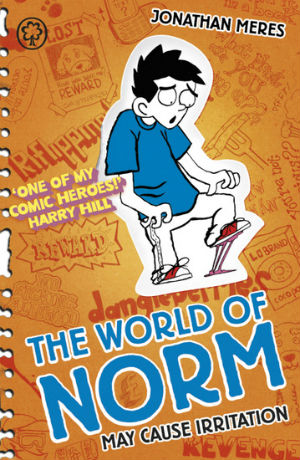 JONATHAN MERES
LOST
REWARD
'ONE OF MY
COMIC HEROES!'
HARRY HILL
REWARD
LO BRAND
dangleberries
THE WORLD OF
NORM
MAY CAUSE IRRITATION
REVENGE